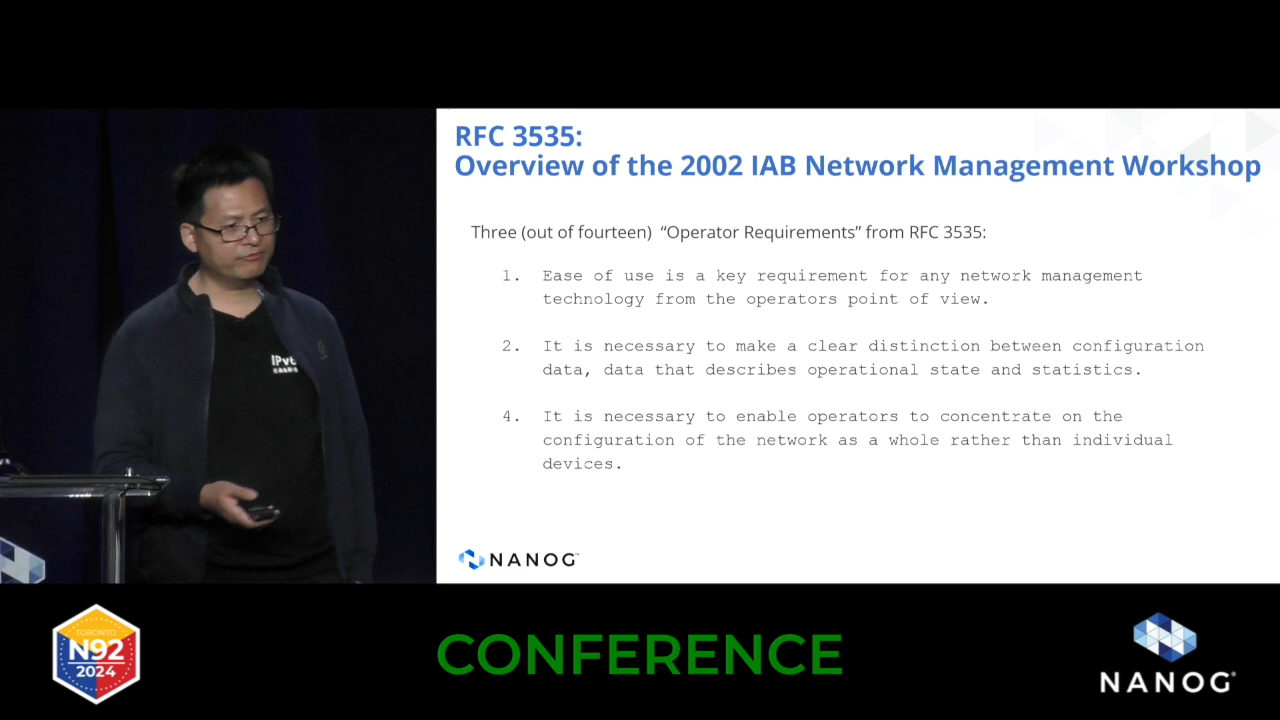 RFC 3535:
Overview of the 2002 IAB Network Management Workshop
Three (out of fourteen) “Operator Requirements” from RFC 3535:
1. Ease of use is a key requirement for any network management
technology from the operators point of view.
2. It is necessary to make a clear distinction between configuration
data, data that describes operational state and statistics.
4. It is necessary to enable operators to concentrate on the
configuration of the network as a whole rather than individual
devices.
IPv6
NANOG™
TORONTO
N92
2024
CONFERENCE
NANOG®